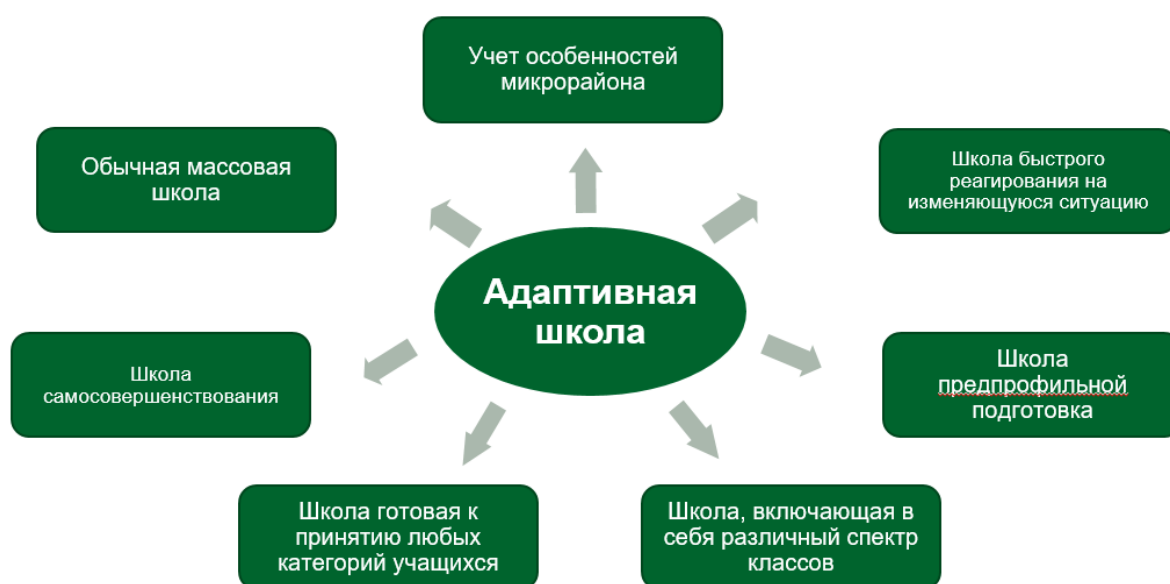 Учет особенностей
микрорайона
Обычная массовая
школа
Школа быстрого
реагирования на
изменяющуюся ситуацию
Адаптивная
школа
Школа
самосовершенствования
Школа
предпрофильной
подготовка
Школа готовая к
принятию любых
категорий учащихся
Школа, включающая в
себя различный спектр
классов